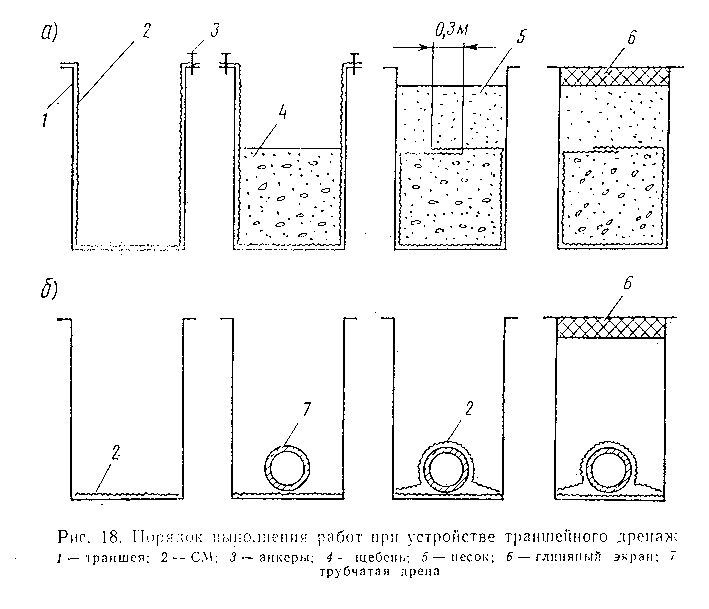 а)
2
3
1
4
0,3м
5
6
б)
2
7
2
6
Рис. 18. Порядок выполнения работ при устройстве траншейного дренаж
1 — траншея; 2 — СМ; 3 — анкеры; 4 - щебень; 5 — песок; 6 — глиняный экран; 7
трубчатая дрена